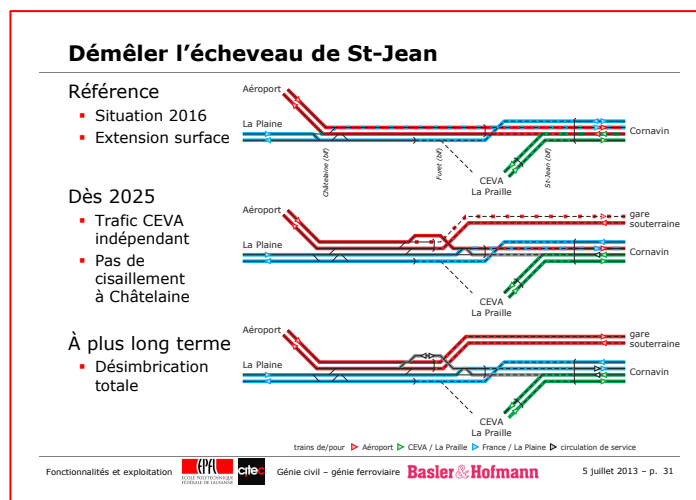 Démêler l'écheveau de St-Jean
Référence
▪ Situation 2016
▪ Extension surface
Aéroport
La Plaine
Châtelaine (bif)
Furet (bif)
St-Jean (bif)
Cornavin
CEVA
La Praille
Dès 2025
▪ Trafic CEVA
indépendant
▪ Pas de
cisaillement
à Châtelaine
Aéroport
La Plaine
gare
souterraine
Cornavin
CEVA
La Praille
À plus long terme
▪ Désimbrication
totale
Aéroport
La Plaine
gare
souterraine
Cornavin
CEVA
La Praille
trains de/pour Aéroport CEVA / La Praille France / La Plaine circulation de service
Fonctionnalités et exploitation EPFL ÉCOLE POLYTECHNIQUE FÉDÉRALE DE LAUSANNE citec Génie civil – génie ferroviaire Basler & Hofmann 5 juillet 2013 – p. 31